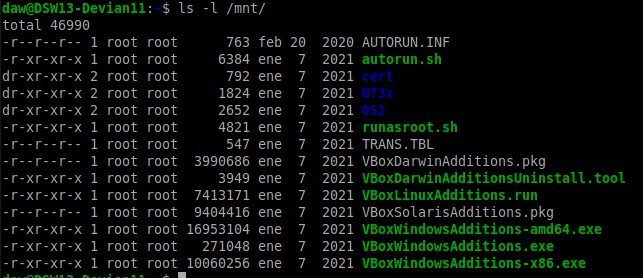 daw@DSW13-Devian11:~$ ls -l /mnt/
total 46990
-r--r--r-- 1 root root 763 feb 20 2020 AUTORUN.INF
-r-xr-xr-x 1 root root 6384 ene 7 2021 autorun.sh
dr-xr-xr-x 2 root root 792 ene 7 2021 cert
dr-xr-xr-x 2 root root 1824 ene 7 2021 NT3x
dr-xr-xr-x 2 root root 2652 ene 7 2021 OS2
-r-xr-xr-x 1 root root 4821 ene 7 2021 runasroot.sh
-r--r--r-- 1 root root 547 ene 7 2021 TRANS.TBL
-r--r--r-- 1 root root 3990686 ene 7 2021 VBoxDarwinAdditions.pkg
-r-xr-xr-x 1 root root 3949 ene 7 2021 VBoxDarwinAdditionsUninstall.tool
-r-xr-xr-x 1 root root 7413171 ene 7 2021 VBoxLinuxAdditions.run
-r--r--r-- 1 root root 9404416 ene 7 2021 VBoxSolarisAdditions.pkg
-r-xr-xr-x 1 root root 16953104 ene 7 2021 VBoxWindowsAdditions-amd64.exe
-r-xr-xr-x 1 root root 271048 ene 7 2021 VBoxWindowsAdditions.exe
-r-xr-xr-x 1 root root 10060256 ene 7 2021 VBoxWindowsAdditions-x86.exe